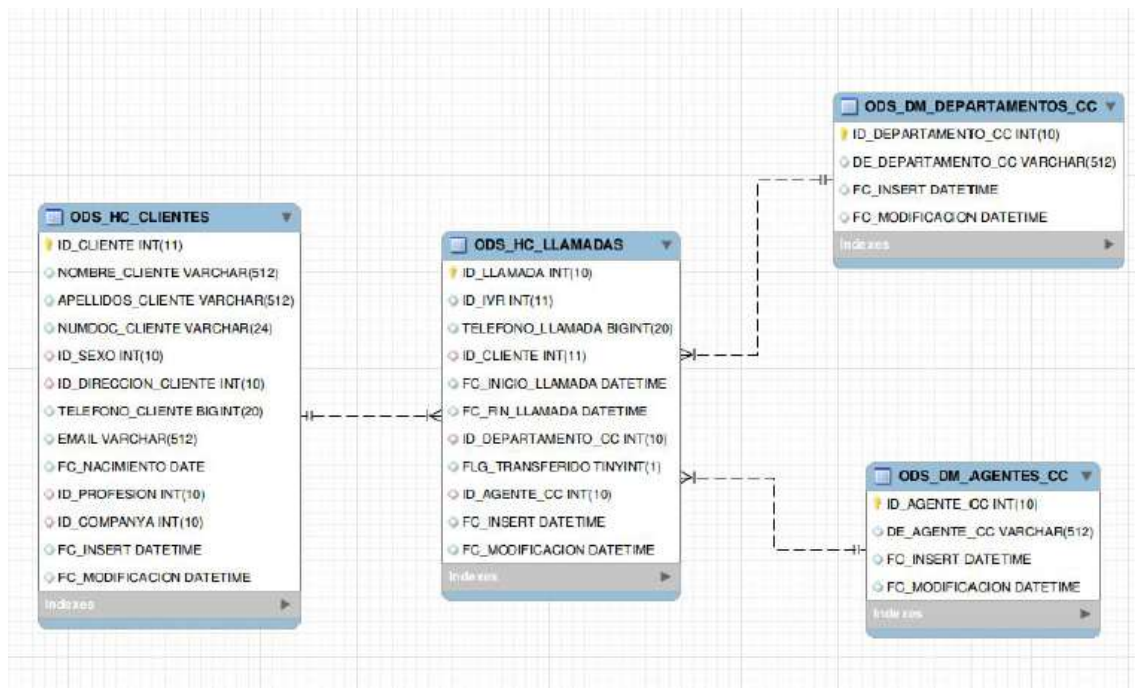 ODS_HC_CLIENTES
ID_CLIENTE INT(11)
NOMBRE_CLIENTE VARCHAR(512)
APELLIDOS_CLIENTE VARCHAR(512)
NUMDOC_CLIENTE VARCHAR(24)
ID_SEXO INT(10)
ID_DIRECCION_CLIENTE INT(10)
TELEFONO_CLIENTE BIGINT(20)
EMAIL VARCHAR(512)
FC_NACIMIENTO DATE
ID_PROFESION INT(10)
ID_COMPANYA INT(10)
FC_INSERT DATETIME
FC_MODIFICACION DATETIME
Indexes
ODS_HC_LLAMADAS
ID_LLAMADA INT(10)
ID_IVR INT(11)
TELEFONO_LLAMADA BIGINT(20)
ID_CLIENTE INT(11)
FC_INICIO_LLAMADA DATETIME
FC_FIN_LLAMADA DATETIME
ID_DEPARTAMENTO_CC INT(10)
FLG_TRANSFERIDO TINYINT(1)
ID_AGENTE_CC INT(10)
FC_INSERT DATETIME
FC_MODIFICACION DATETIME
Indexes
ODS_DM_DEPARTAMENTOS_CC
ID_DEPARTAMENTO_CC INT(10)
DE_DEPARTAMENTO_CC VARCHAR(512)
FC_INSERT DATETIME
FC_MODIFICACION DATETIME
Indexes
ODS_DM_AGENTES_CC
ID_AGENTE_CC INT(10)
DE_AGENTE_CC VARCHAR(512)
FC_INSERT DATETIME
FC_MODIFICACION DATETIME
Indexes